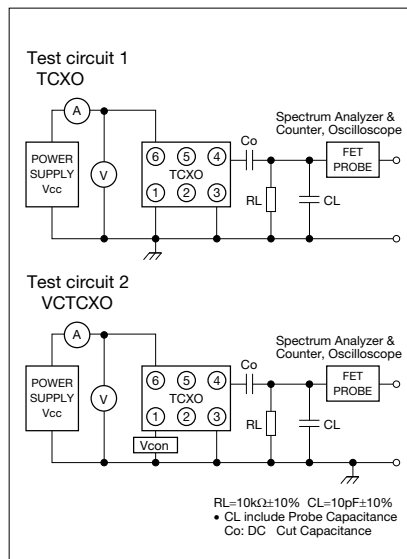 Test circuit 1
TCXO
A
Spectrum Analyzer &
Counter, Oscilloscope
Co
POWER
SUPPLY
Vcc
V
6 5 4
TCXO
1 2 3
RL
CL
FET
PROBE
Test circuit 2
VCTCXO
A
Spectrum Analyzer &
Counter, Oscilloscope
Co
POWER
SUPPLY
Vcc
V
6 5 4
TCXO
1 2 3
Vcon
RL
CL
FET
PROBE
RL=10kΩ±10% CL=10pF±10%
• CL include Probe Capacitance
Co: DC Cut Capacitance